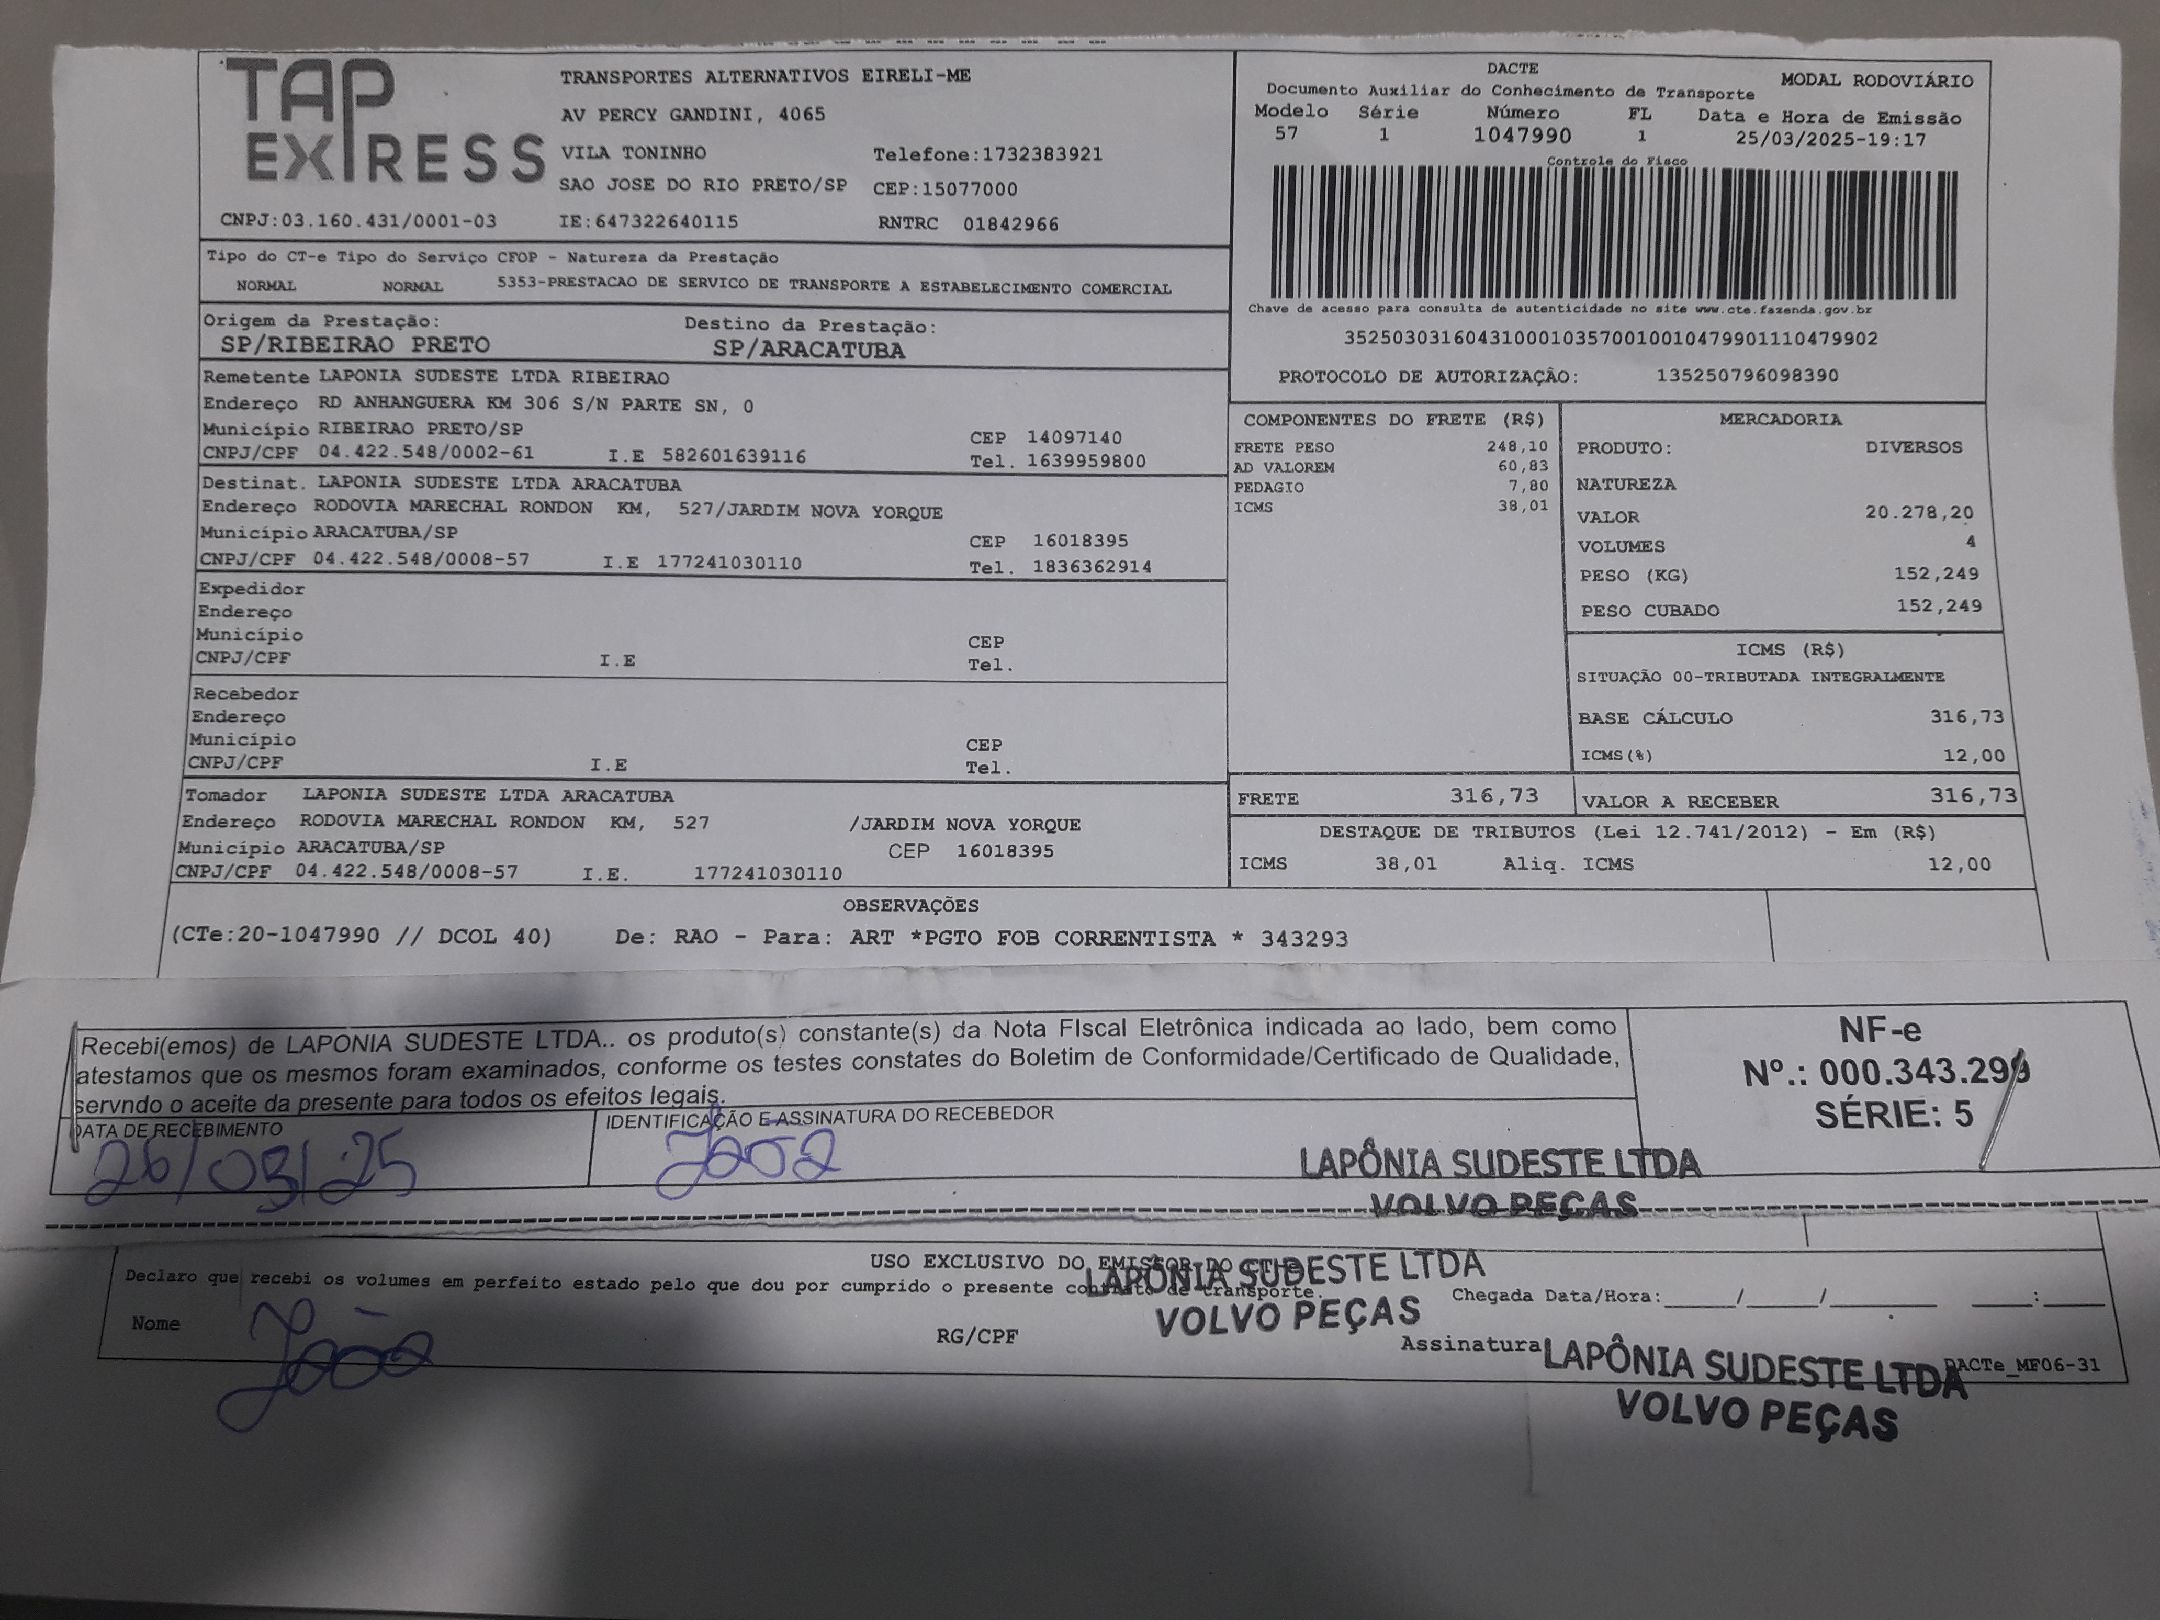 TAP EXPRESS
TRANSPORTES ALTERNATIVOS EIRELI-ME
AV PERCY GANDINI, 4065
VILA TONINHO Telefone:1732383921
SAO JOSE DO RIO PRETO/SP CEP:15077000
CNPJ:03.160.431/0001-03 IE:647322640115 RNTRC 01842966
DACTE MODAL RODOVIÁRIO
Documento Auxiliar do Conhecimento de Transporte
Modelo Série Número FL Data e Hora de Emissão
57 1 1047990 1 25/03/2025-19:17
Controle do Fisco
Chave de acesso para consulta de autenticidade no site www.cte.fazenda.gov.br
35250303160431000103570010010479901110479902
PROTOCOLO DE AUTORIZAÇÃO: 135250796098390
Tipo do CT-e Tipo do Serviço CFOP - Natureza da Prestação
NORMAL NORMAL 5353-PRESTACAO DE SERVICO DE TRANSPORTE A ESTABELECIMENTO COMERCIAL
Origem da Prestação: Destino da Prestação:
SP/RIBEIRAO PRETO SP/ARACATUBA
Remetente LAPONIA SUDESTE LTDA RIBEIRAO
Endereço RD ANHANGUERA KM 306 S/N PARTE SN, 0
Município RIBEIRAO PRETO/SP CEP 14097140
CNPJ/CPF 04.422.548/0002-61 I.E 582601639116 Tel. 1639959800
Destinat. LAPONIA SUDESTE LTDA ARACATUBA
Endereço RODOVIA MARECHAL RONDON KM, 527/JARDIM NOVA YORQUE
Município ARACATUBA/SP CEP 16018395
CNPJ/CPF 04.422.548/0008-57 I.E 177241030110 Tel. 1836362914
Expedidor
Endereço
Município CEP
CNPJ/CPF I.E Tel.
Recebedor
Endereço
Município CEP
CNPJ/CPF I.E Tel.
Tomador LAPONIA SUDESTE LTDA ARACATUBA
Endereço RODOVIA MARECHAL RONDON KM, 527 /JARDIM NOVA YORQUE
Município ARACATUBA/SP CEP 16018395
CNPJ/CPF 04.422.548/0008-57 I.E. 177241030110
COMPONENTES DO FRETE (R$)
FRETE PESO 248,10
AD VALOREM 60,83
PEDAGIO 7,80
ICMS 38,01
MERCADORIA
PRODUTO: DIVERSOS
NATUREZA
VALOR 20.278,20
VOLUMES 4
PESO (KG) 152,249
PESO CUBADO 152,249
ICMS (R$)
SITUAÇÃO 00-TRIBUTADA INTEGRALMENTE
BASE CÁLCULO 316,73
ICMS(%) 12,00
FRETE 316,73 VALOR A RECEBER 316,73
DESTAQUE DE TRIBUTOS (Lei 12.741/2012) - Em (R$)
ICMS 38,01 Aliq. ICMS 12,00
OBSERVAÇÕES
(CTe:20-1047990 // DCOL 40) De: RAO - Para: ART *PGTO FOB CORRENTISTA * 343293
Recebi(emos) de LAPONIA SUDESTE LTDA.. os produto(s) constante(s) da Nota FIscal Eletrônica indicada ao lado, bem como
atestamos que os mesmos foram examinados, conforme os testes constates do Boletim de Conformidade/Certificado de Qualidade,
servndo o aceite da presente para todos os efeitos legais.
NF-e
Nº.: 000.343.299
SÉRIE: 5
DATA DE RECEBIMENTO IDENTIFICAÇÃO E ASSINATURA DO RECEBEDOR
26/03/25 João
LAPÔNIA SUDESTE LTDA
VOLVO PEÇAS
USO EXCLUSIVO DO EMISSOR DO CT-E
Declaro que recebi os volumes em perfeito estado pelo que dou por cumprido o presente contrato de transporte.
LAPÔNIA SUDESTE LTDA
VOLVO PEÇAS
Chegada Data/Hora:____/____/______ ___:___
Nome João RG/CPF Assinatura
LAPÔNIA SUDESTE LTDA
VOLVO PEÇAS
DACTe_MF06-31